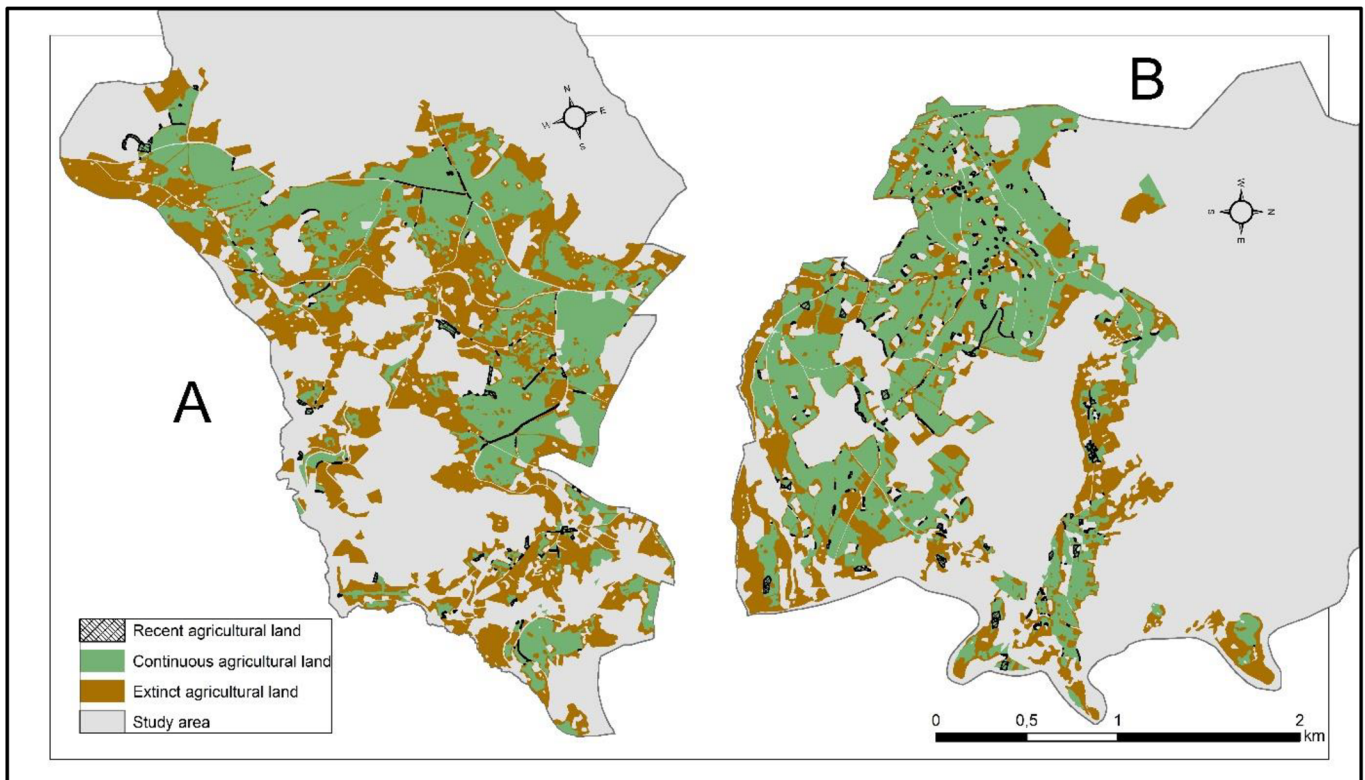 A
B
N
W
E
S
W
S
N
E
Recent agricultural land
Continuous agricultural land
Extinct agricultural land
Study area
0
0,5
1
2
km